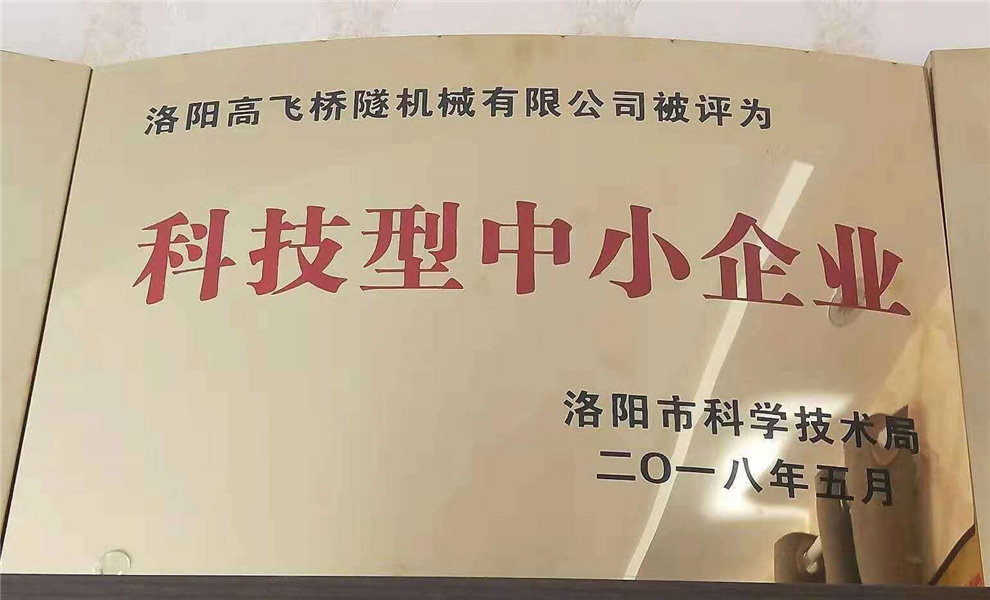 洛阳高飞桥隧机械有限公司被评为
科技型中小企业
洛阳市科学技术局
二〇一八年五月